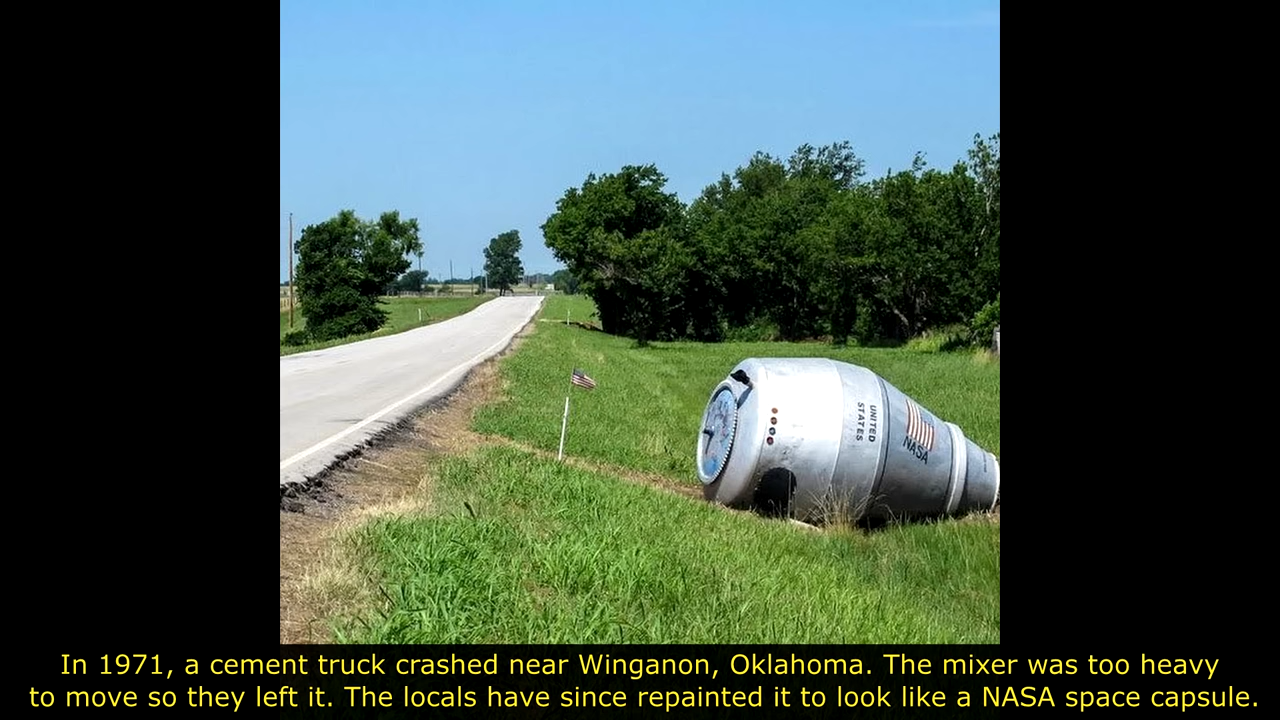 UNITED
STATES
NASA
In 1971, a cement truck crashed near Winganon, Oklahoma. The mixer was too heavy
to move so they left it. The locals have since repainted it to look like a NASA space capsule.